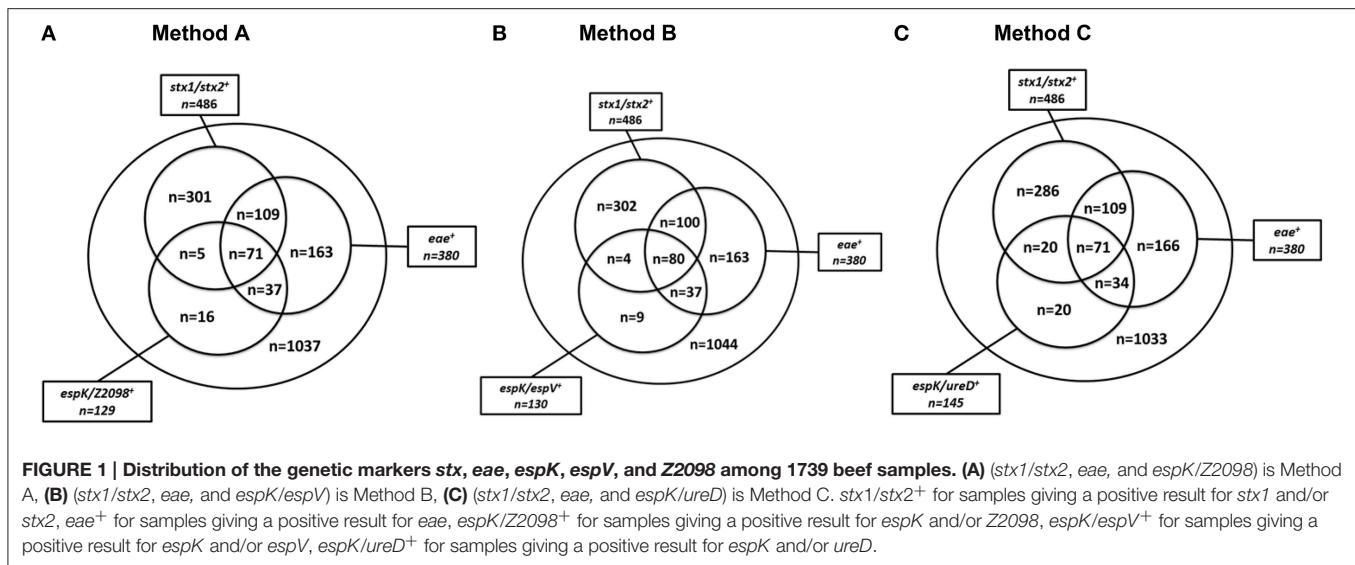 A Method A
stx1/stx2+
n=486
n=301
n=109
n=5
n=71
n=163
n=37
n=16
n=1037
eae+
n=380
espK/Z2098+
n=129
B Method B
stx1/stx2+
n=486
n=302
n=100
n=4
n=80
n=163
n=37
n=9
n=1044
eae+
n=380
espK/espV+
n=130
C Method C
stx1/stx2+
n=486
n=286
n=109
n=20
n=71
n=166
n=34
n=20
n=1033
eae+
n=380
espK/ureD+
n=145
FIGURE 1 | Distribution of the genetic markers stx, eae, espK, espV, and Z2098 among 1739 beef samples. (A) (stx1/stx2, eae, and espK/Z2098) is Method
A, (B) (stx1/stx2, eae, and espK/espV) is Method B, (C) (stx1/stx2, eae, and espK/ureD) is Method C. stx1/stx2+ for samples giving a positive result for stx1 and/or
stx2, eae+ for samples giving a positive result for eae, espK/Z2098+ for samples giving a positive result for espK and/or Z2098, espK/espV+ for samples giving a
positive result for espK and/or espV, espK/ureD+ for samples giving a positive result for espK and/or ureD.